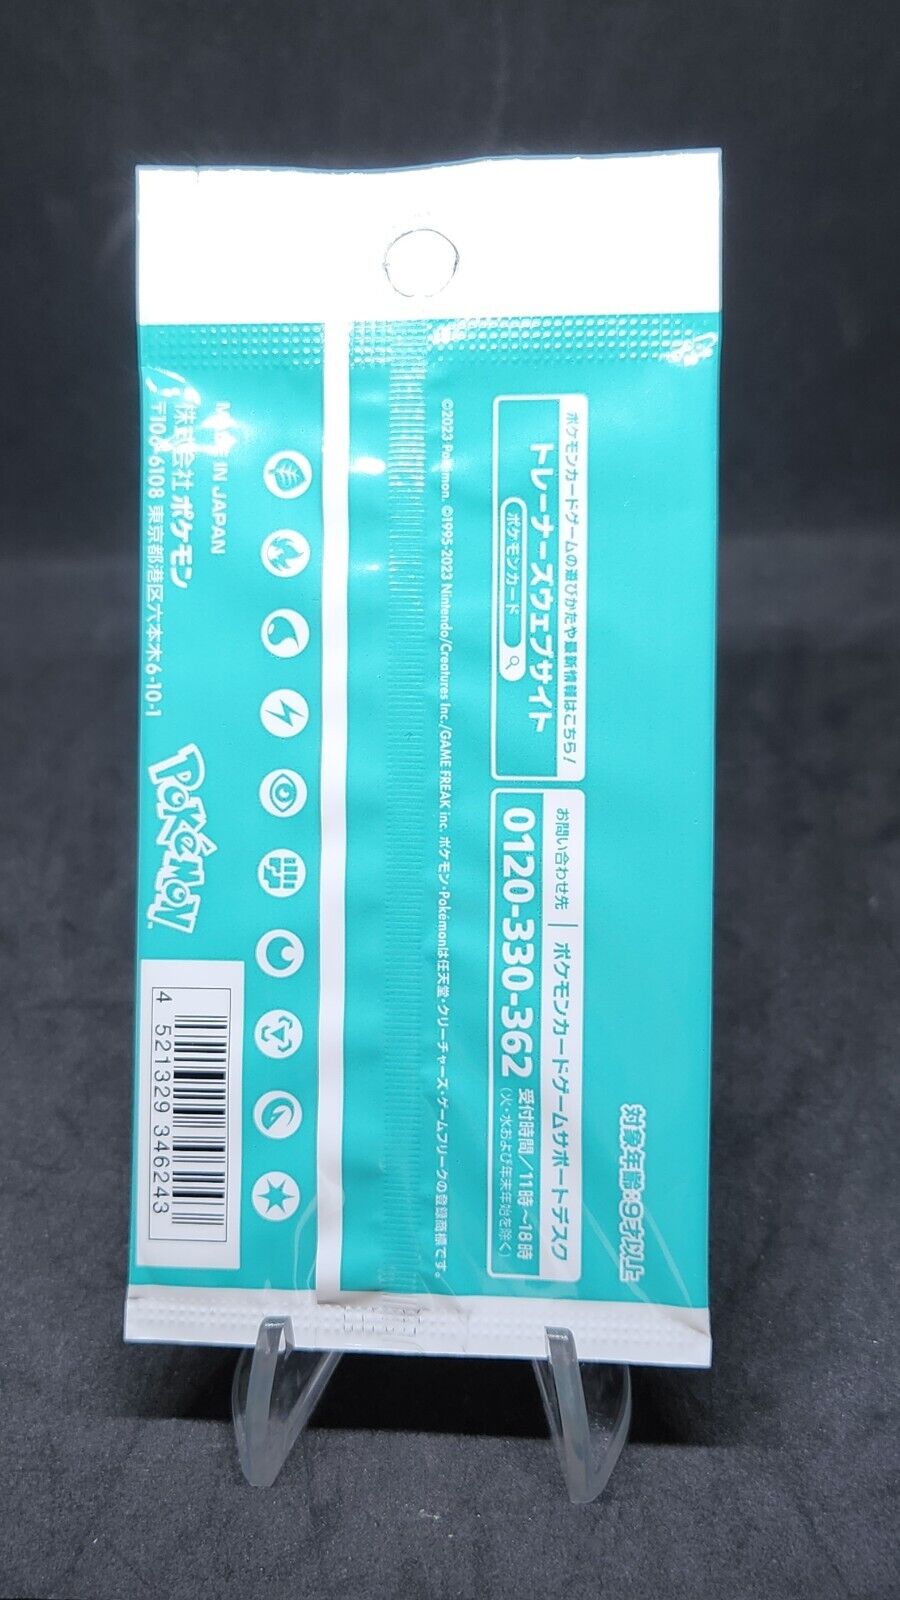 対象年齢:9才以上
ポケモンカードゲームの遊びかたや最新情報はこちら!
トレーナーズウェブサイト
ポケモンカード
お問い合わせ先 ポケモンカードゲームサポートデスク
0120-330-362 受付時間/11時~18時
(火・水および年末年始を除く)
©2023 Pokémon. ©1995-2023 Nintendo/Creatures Inc./GAME FREAK inc. ポケモン・Pokémonは任天堂・クリーチャーズ・ゲームフリークの登録商標です。
MADE IN JAPAN
株式会社 ポケモン
〒106-6108 東京都港区六本木6-10-1
POKéMON
4 521329 346243